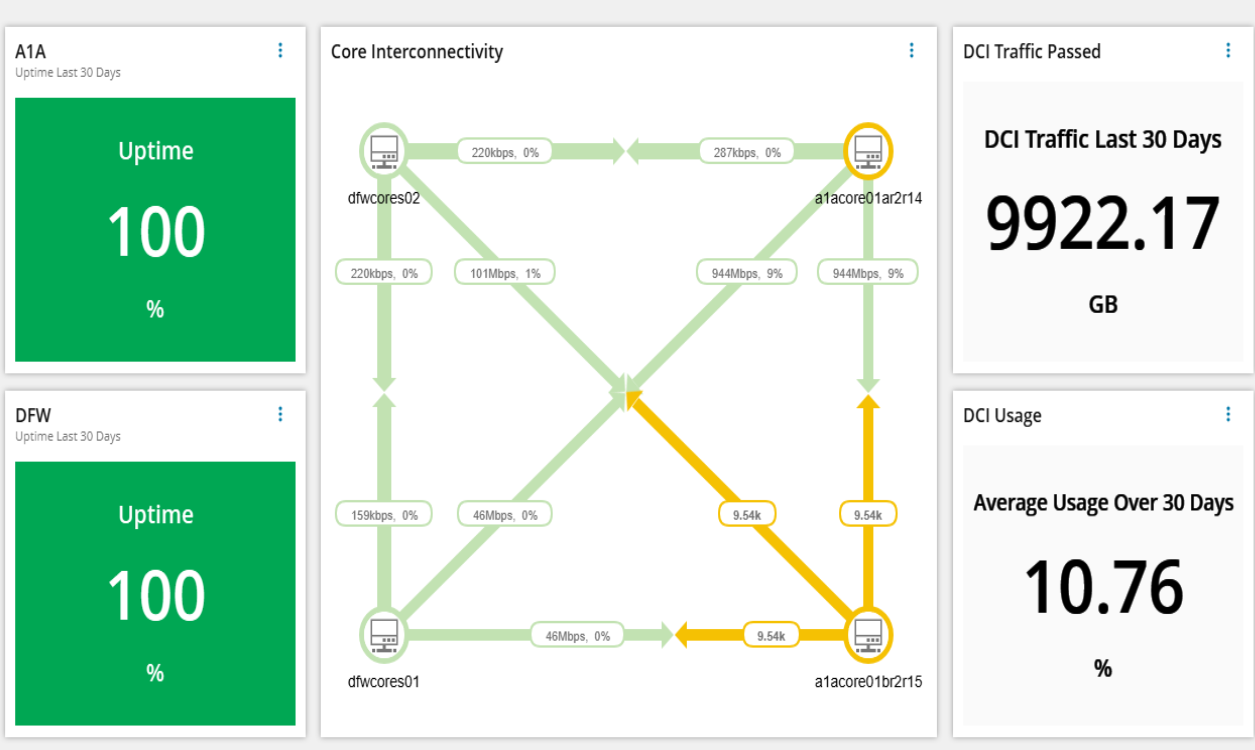 A1A
Uptime Last 30 Days
Uptime
100
%
DFW
Uptime Last 30 Days
Uptime
100
%
Core Interconnectivity
220kbps, 0%
287kbps, 0%
dfwcores02
a1acore01ar2r14
220kbps, 0%
101Mbps, 1%
944Mbps, 9%
944Mbps, 9%
159kbps, 0%
46Mbps, 0%
9.54k
9.54k
46Mbps, 0%
9.54k
dfwcores01
a1acore01br2r15
DCI Traffic Passed
DCI Traffic Last 30 Days
9922.17
GB
DCI Usage
Average Usage Over 30 Days
10.76
%